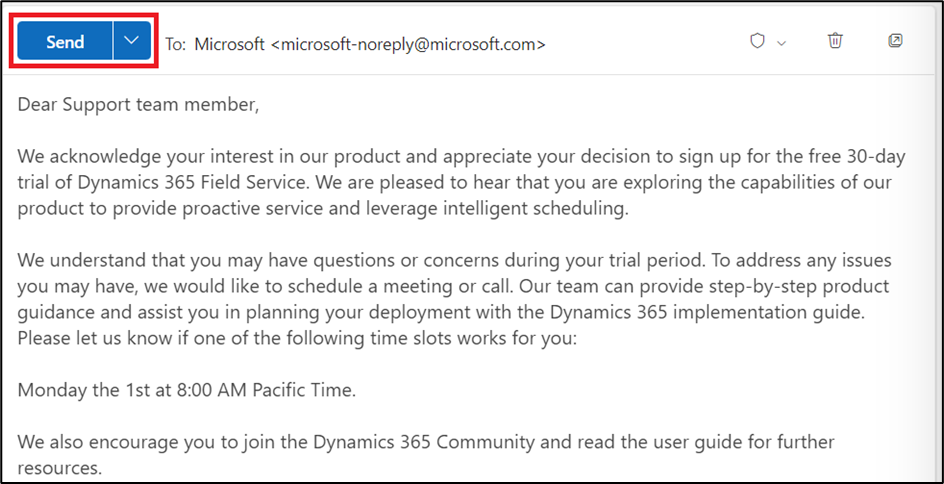 Send To: Microsoft <microsoft-noreply@microsoft.com>
Dear Support team member,
We acknowledge your interest in our product and appreciate your decision to sign up for the free 30-day
trial of Dynamics 365 Field Service. We are pleased to hear that you are exploring the capabilities of our
product to provide proactive service and leverage intelligent scheduling.
We understand that you may have questions or concerns during your trial period. To address any issues
you may have, we would like to schedule a meeting or call. Our team can provide step-by-step product
guidance and assist you in planning your deployment with the Dynamics 365 implementation guide.
Please let us know if one of the following time slots works for you:
Monday the 1st at 8:00 AM Pacific Time.
We also encourage you to join the Dynamics 365 Community and read the user guide for further
resources.